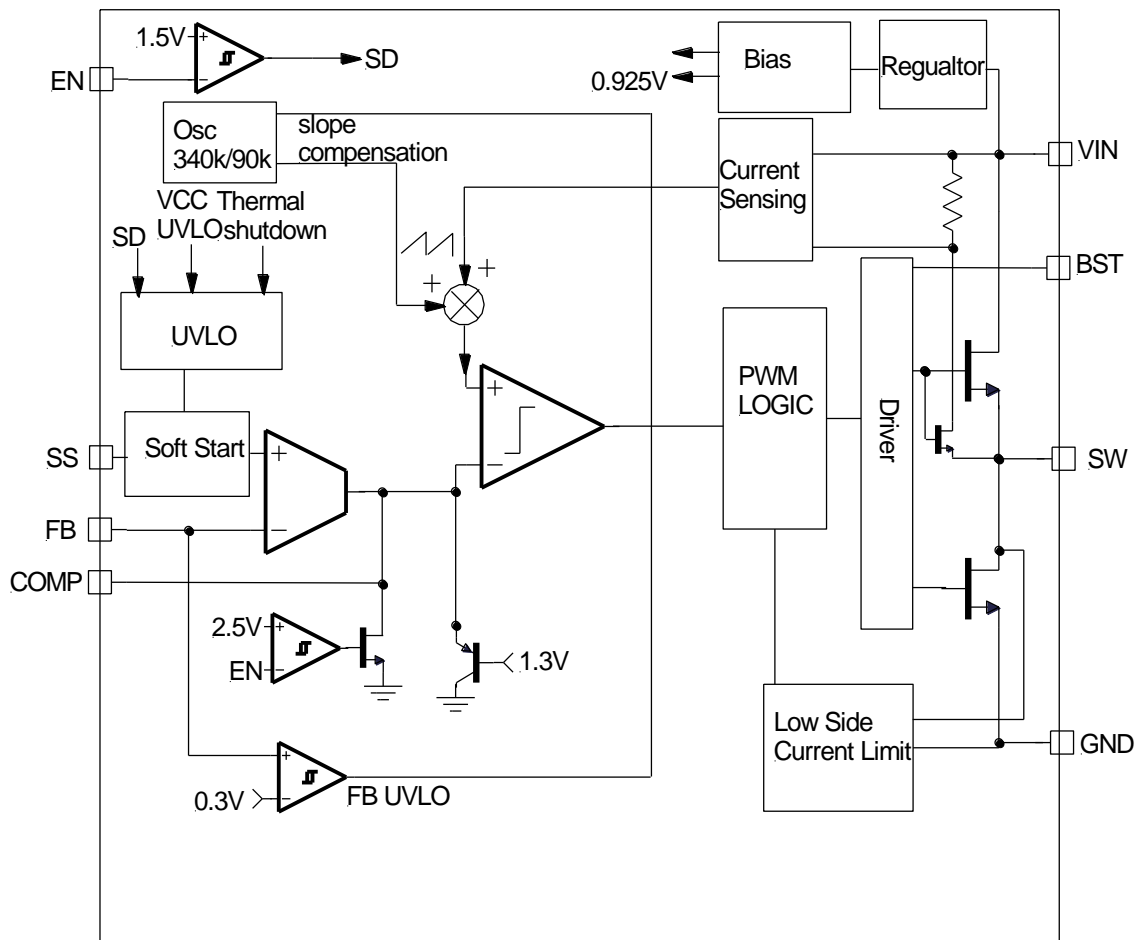 1.5V
+
−
EN
SD
Osc
340k/90k
slope
compensation
Bias
0.925V
Regualtor
VIN
Current
Sensing
VCC
UVLO
Thermal
shutdown
SD
+
+
BST
UVLO
PWM
LOGIC
Driver
+
−
SS
Soft Start
+
−
SW
FB
COMP
2.5V
+
EN
−
1.3V
Low Side
Current Limit
GND
+
0.3V
−
FB UVLO